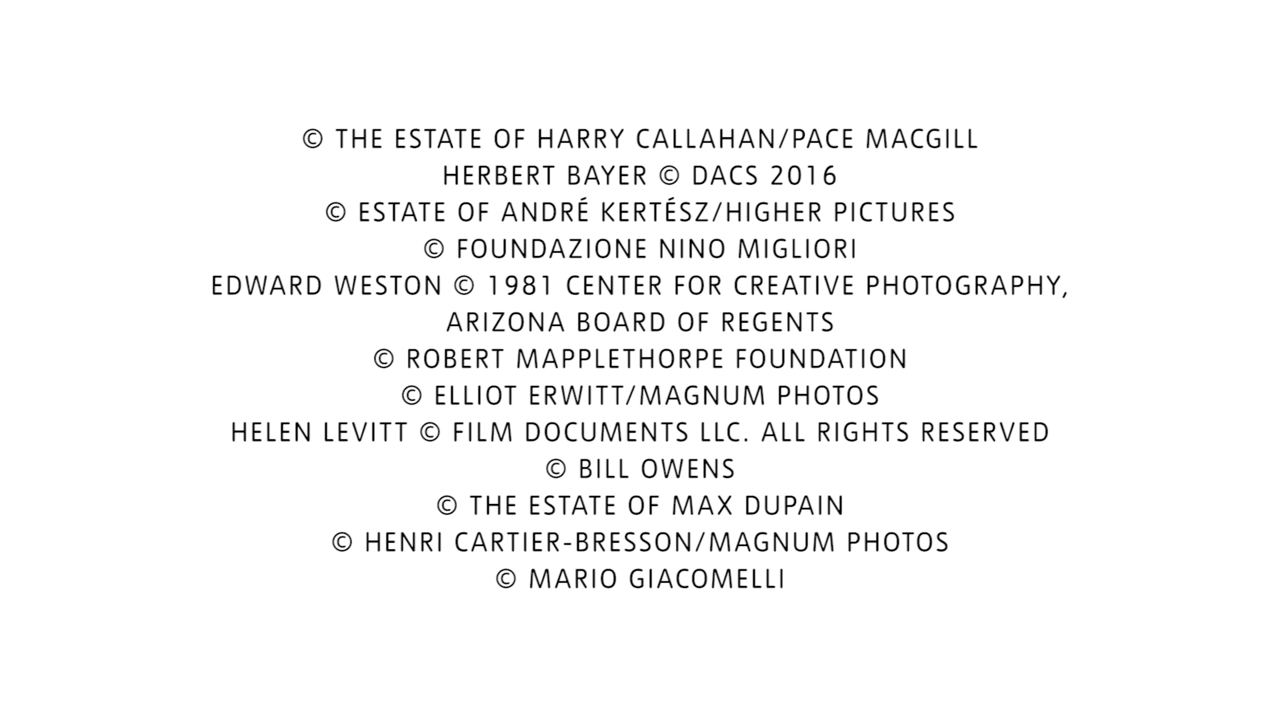 © THE ESTATE OF HARRY CALLAHAN/PACE MACGILL
HERBERT BAYER © DACS 2016
© ESTATE OF ANDRÉ KERTÉSZ/HIGHER PICTURES
© FOUNDAZIONE NINO MIGLIORI
EDWARD WESTON © 1981 CENTER FOR CREATIVE PHOTOGRAPHY,
ARIZONA BOARD OF REGENTS
© ROBERT MAPPLETHORPE FOUNDATION
© ELLIOT ERWITT/MAGNUM PHOTOS
HELEN LEVITT © FILM DOCUMENTS LLC. ALL RIGHTS RESERVED
© BILL OWENS
© THE ESTATE OF MAX DUPAIN
© HENRI CARTIER-BRESSON/MAGNUM PHOTOS
© MARIO GIACOMELLI